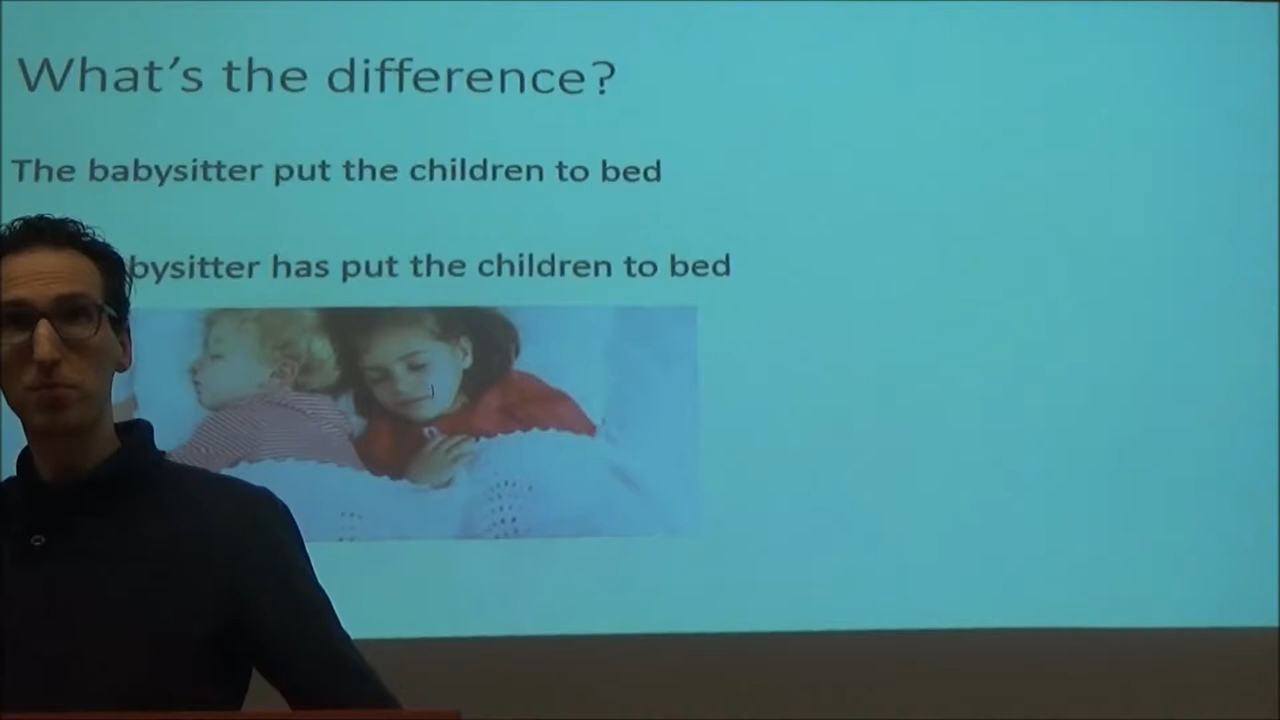 What's the difference?
The babysitter put the children to bed
bysitter has put the children to bed